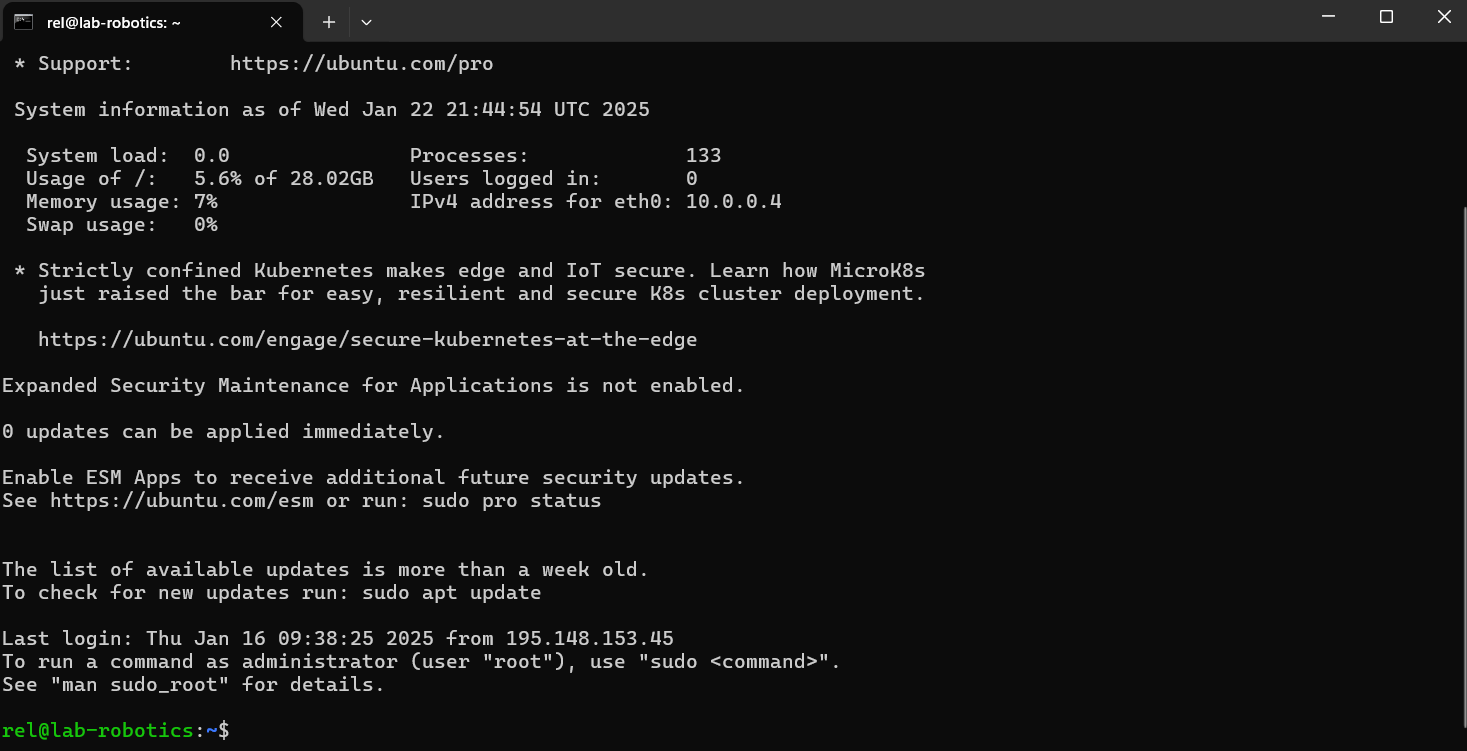 rel@lab-robotics: ~
* Support:        https://ubuntu.com/pro
System information as of Wed Jan 22 21:44:54 UTC 2025
System load:  0.0               Processes:             133
Usage of /:   5.6% of 28.02GB   Users logged in:       0
Memory usage: 7%                IPv4 address for eth0: 10.0.0.4
Swap usage:   0%
* Strictly confined Kubernetes makes edge and IoT secure. Learn how MicroK8s
just raised the bar for easy, resilient and secure K8s cluster deployment.
https://ubuntu.com/engage/secure-kubernetes-at-the-edge
Expanded Security Maintenance for Applications is not enabled.
0 updates can be applied immediately.
Enable ESM Apps to receive additional future security updates.
See https://ubuntu.com/esm or run: sudo pro status
The list of available updates is more than a week old.
To check for new updates run: sudo apt update
Last login: Thu Jan 16 09:38:25 2025 from 195.148.153.45
To run a command as administrator (user "root"), use "sudo <command>".
See "man sudo_root" for details.
rel@lab-robotics:~$